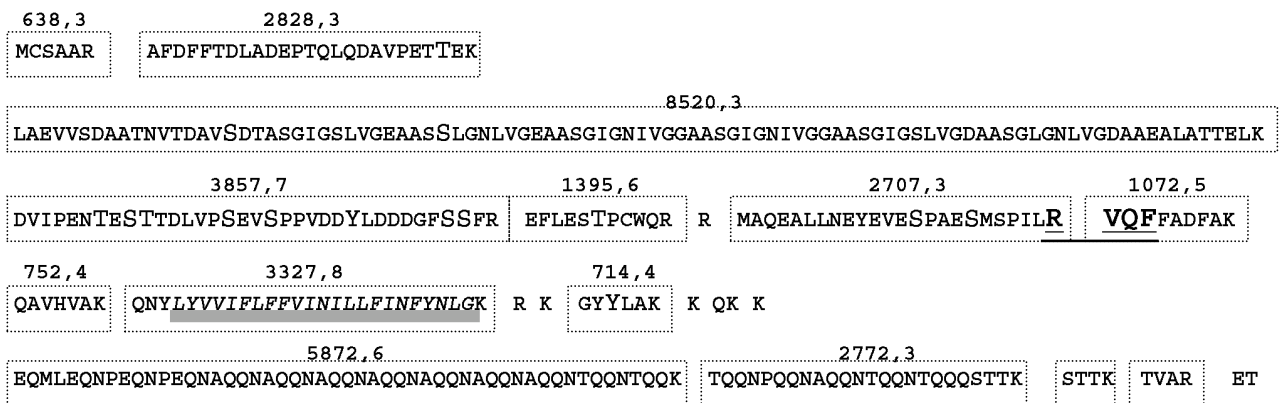 638,3 2828,3
MCSAAR AFDFFTDLADEPTQLQDAVPETTEK
8520,3
LAEVVSDAATNVTDAVSDTASGIGSLVGEAASSLGNLVGEAASGIGNIVGGAASGIGNIVGGAASGIGSLVGDAASGLGNLVGDAAEALATTELK
3857,7 1395,6 2707,3 1072,5
DVIPENTESTTDLVPSEVSPPVDDYLDDDGFSSFR EFLESTPCWQR R MAQEALLNEYEVESPAESMSPILR VQFFADFAK
752,4 3327,8 714,4
QAVHVAK QNYLYVVIFLFFVINILLFINFYNLGK R K GYYLAK K QK K
5872,6 2772,3
EQMLEQNPEQNPEQNAQQNAQQNAQQNAQQNAQQNAQQNAQQNTQQNTQQK TQQNPQQNAQQNTQQNTQQQSTTK STTK TVAR ET